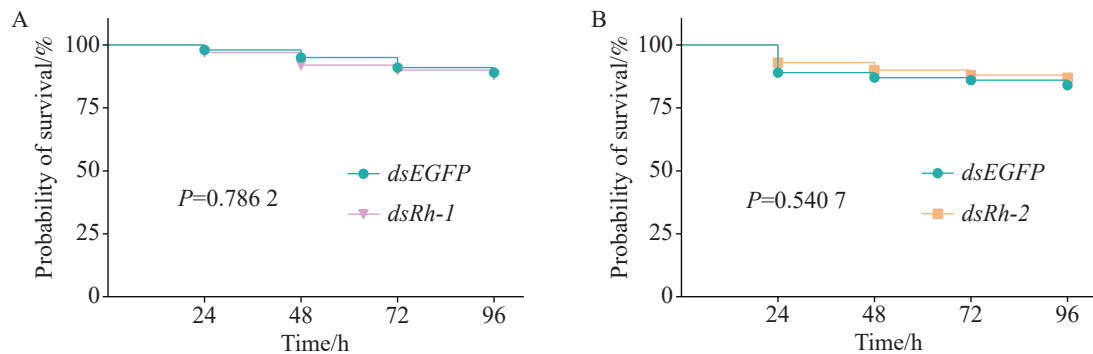 A
Probability of survival/%
100
75
50
25
0
24
48
72
96
Time/h
P=0.786 2
dsEGFP
dsRh-1
B
Probability of survival/%
100
75
50
25
0
24
48
72
96
Time/h
P=0.540 7
dsEGFP
dsRh-2